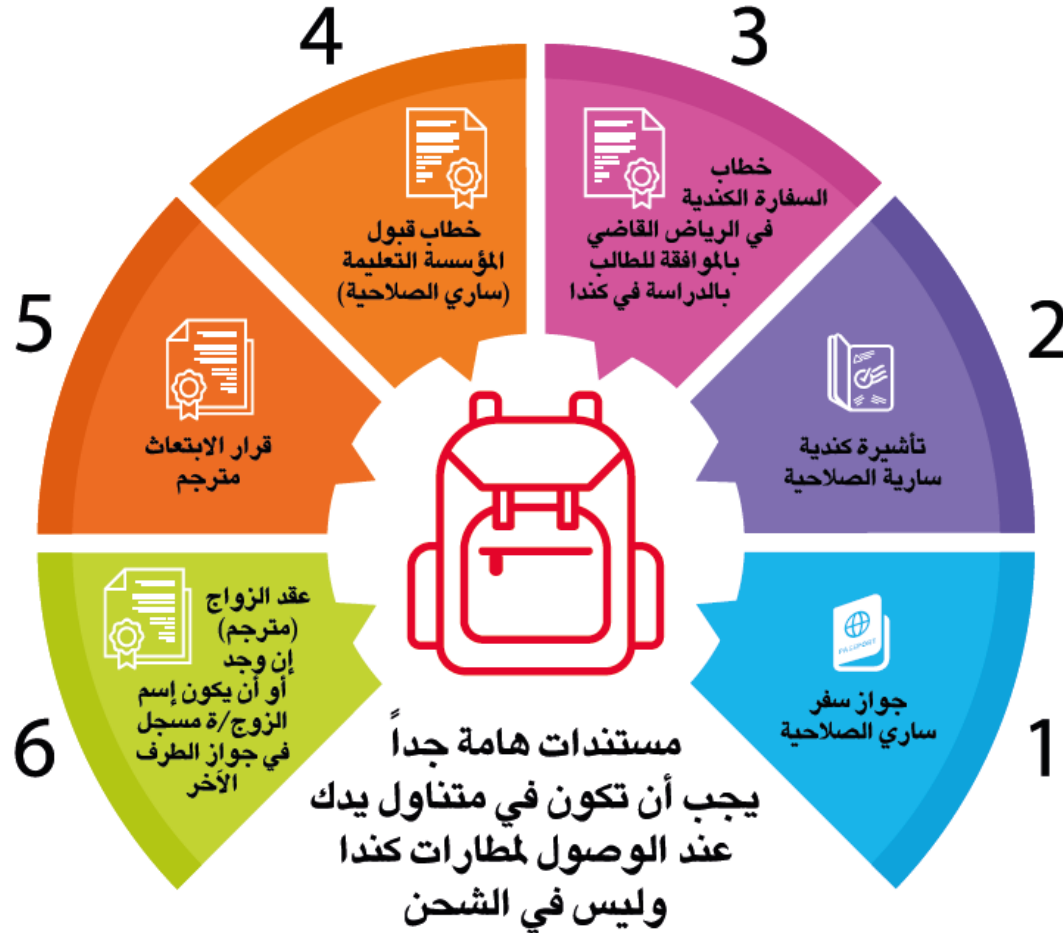 1
جواز سفر
ساري الصلاحية
PASSPORT
2
تأشيرة كندية
سارية الصلاحية
3
خطاب
السفارة الكندية
في الرياض القاضي
بالموافقة للطالب
بالدراسة في كندا
4
خطاب قبول
المؤسسة التعليمة
(ساري الصلاحية)
5
قرار الابتعاث
مترجم
6
عقد الزواج
(مترجم)
إن وجد
أو أن يكون إسم
الزوج/ة مسجل
في جواز الطرف
الآخر
مستندات هامة جداً
يجب أن تكون في متناول يدك
عند الوصول لمطارات كندا
وليس في الشحن